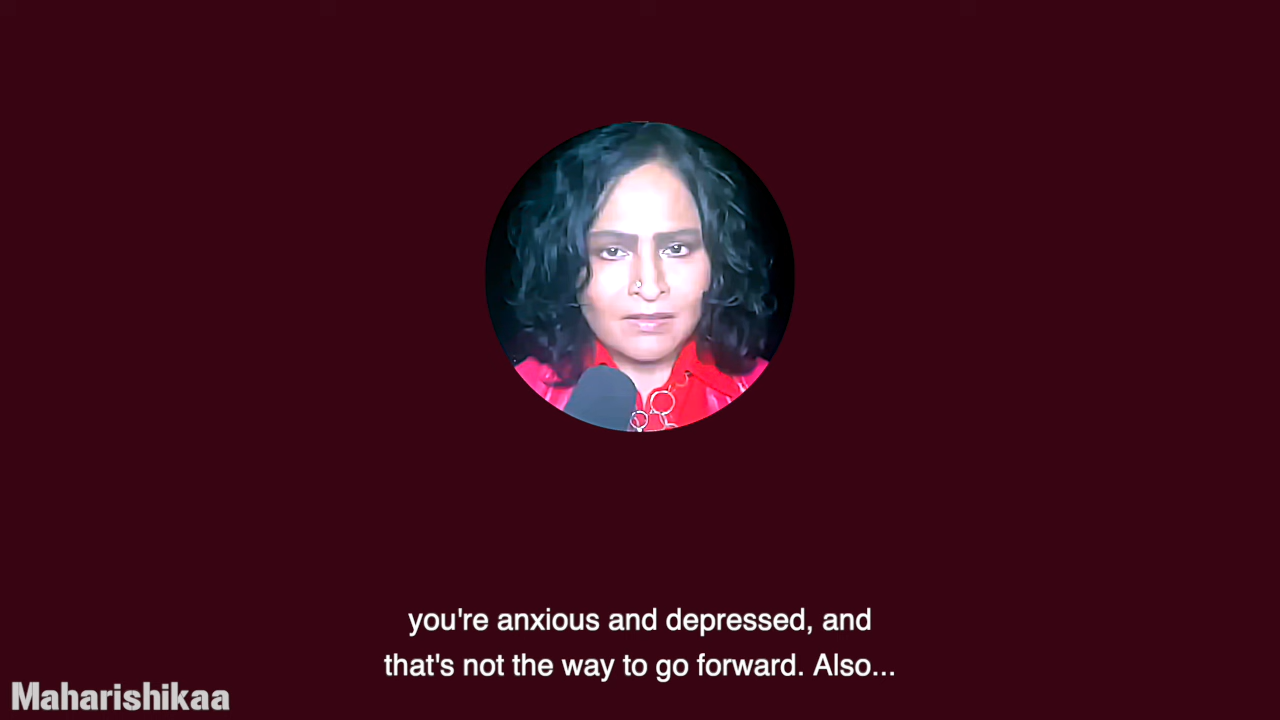 you're anxious and depressed, and
that's not the way to go forward. Also...
Maharishikaa